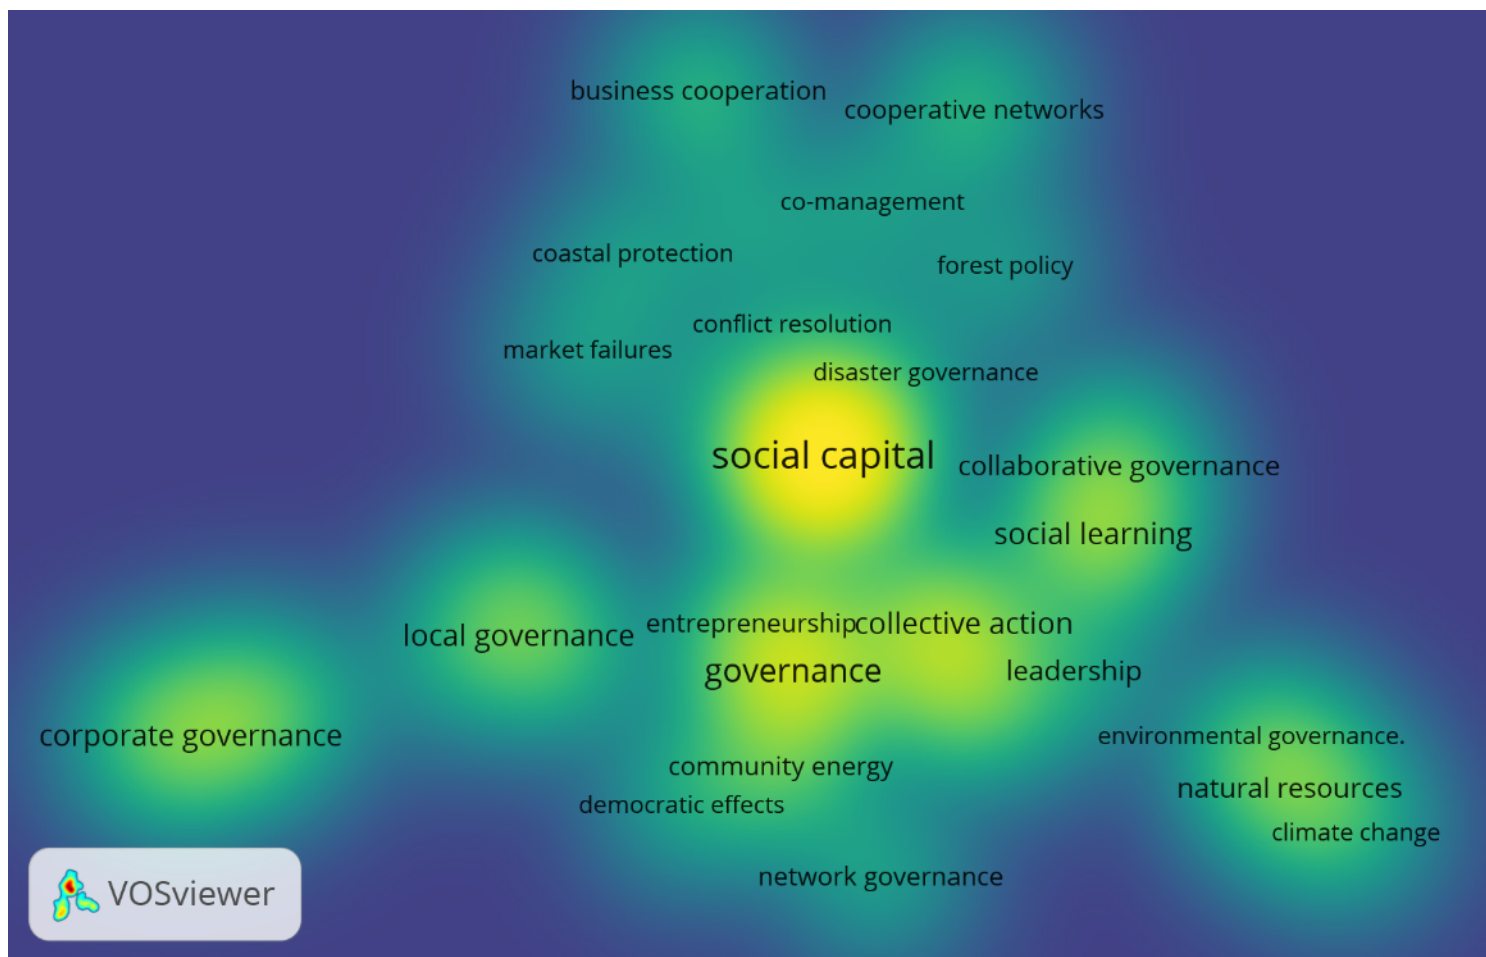 business cooperation
cooperative networks
co-management
coastal protection
forest policy
conflict resolution
market failures
disaster governance
social capital
collaborative governance
social learning
entrepreneurship
collective action
local governance
governance
leadership
corporate governance
environmental governance.
community energy
natural resources
democratic effects
climate change
network governance
VOSviewer